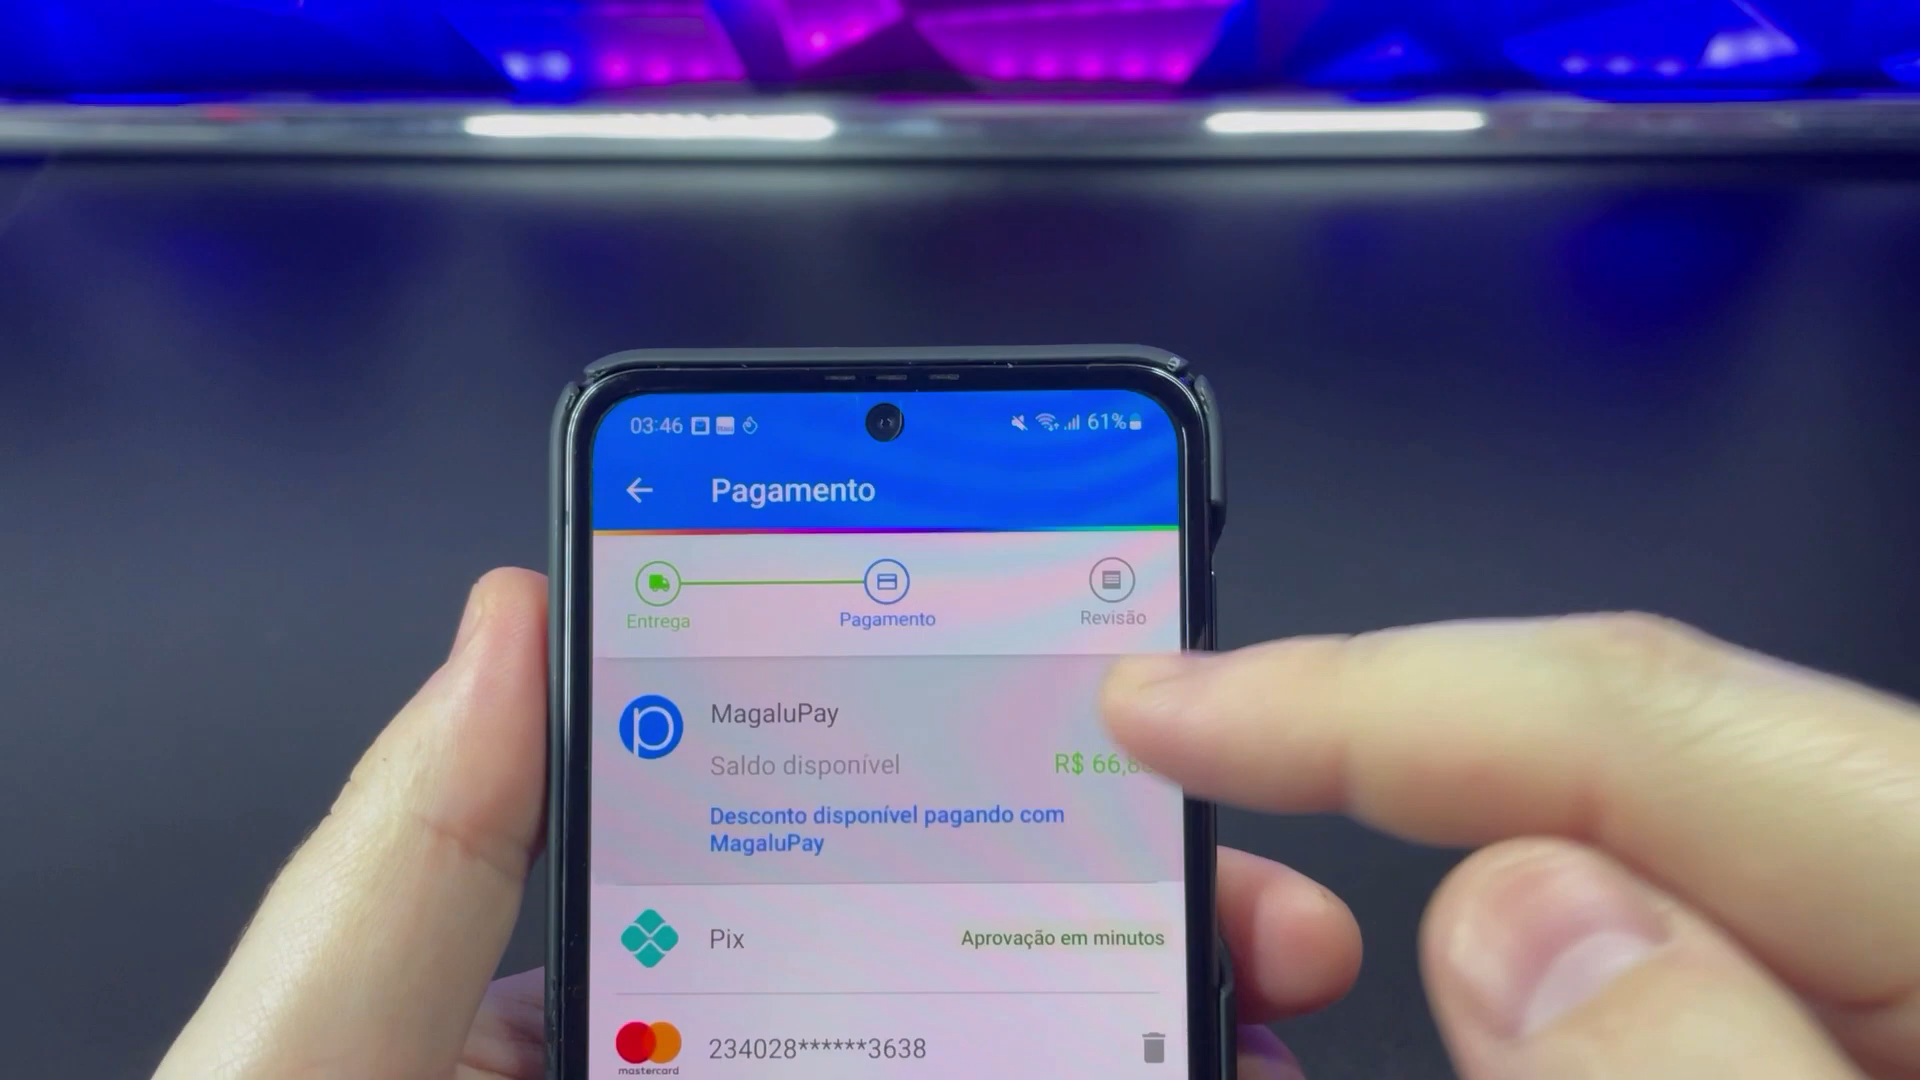 03:46
61%
Pagamento
Entrega
Pagamento
Revisão
MagaluPay
Saldo disponível
R$ 66,8
Desconto disponível pagando com
MagaluPay
Pix
Aprovação em minutos
234028******3638
mastercard